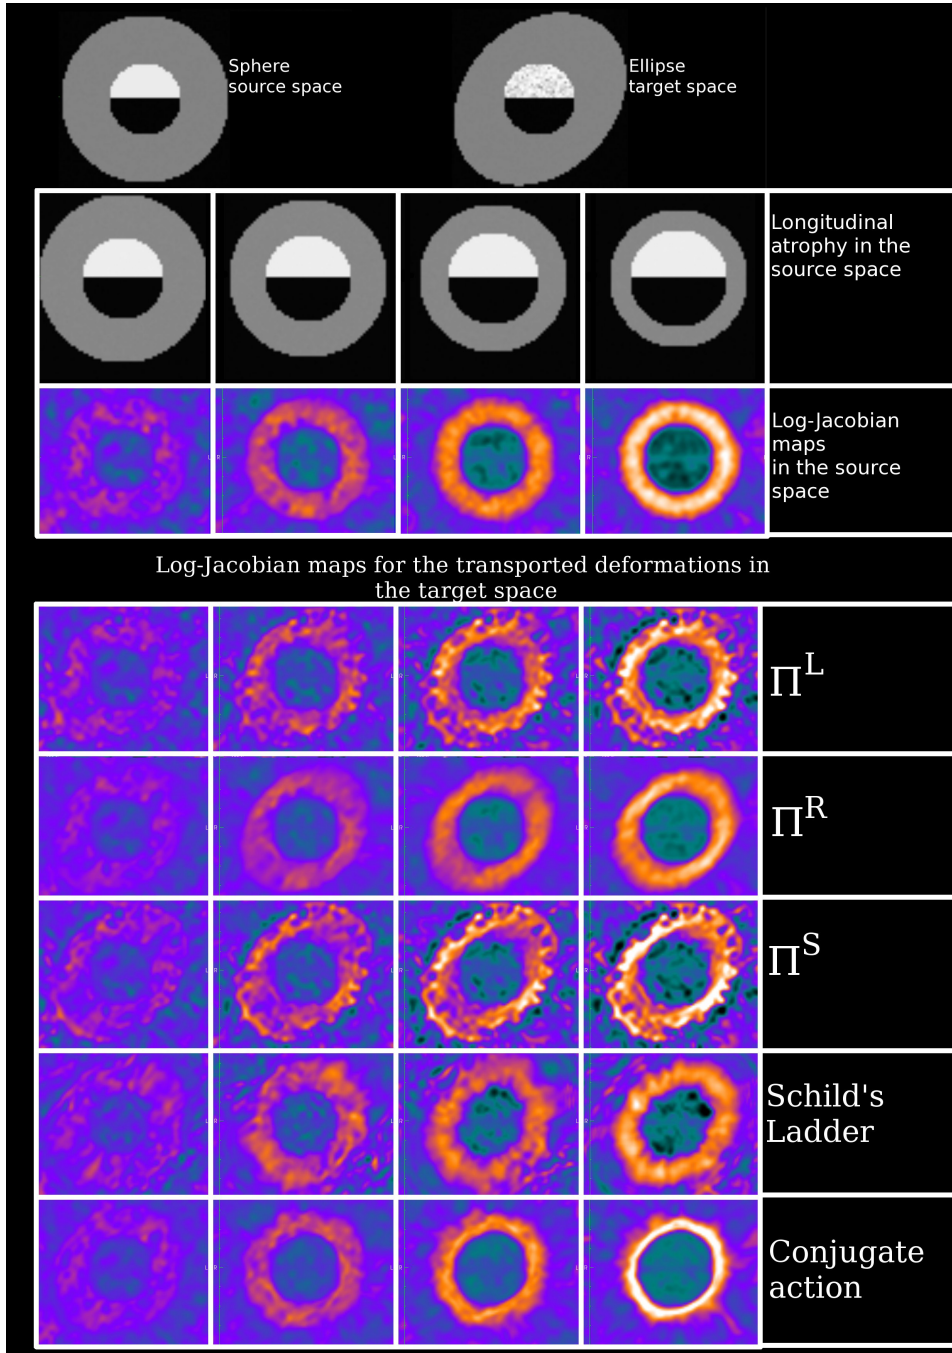 Sphere
source space
Ellipse
target space
Longitudinal
atrophy in the
source space
Log-Jacobian
maps
in the source
space
Log-Jacobian maps for the transported deformations in
the target space
Π^L
Π^R
Π^S
Schild's
Ladder
Conjugate
action